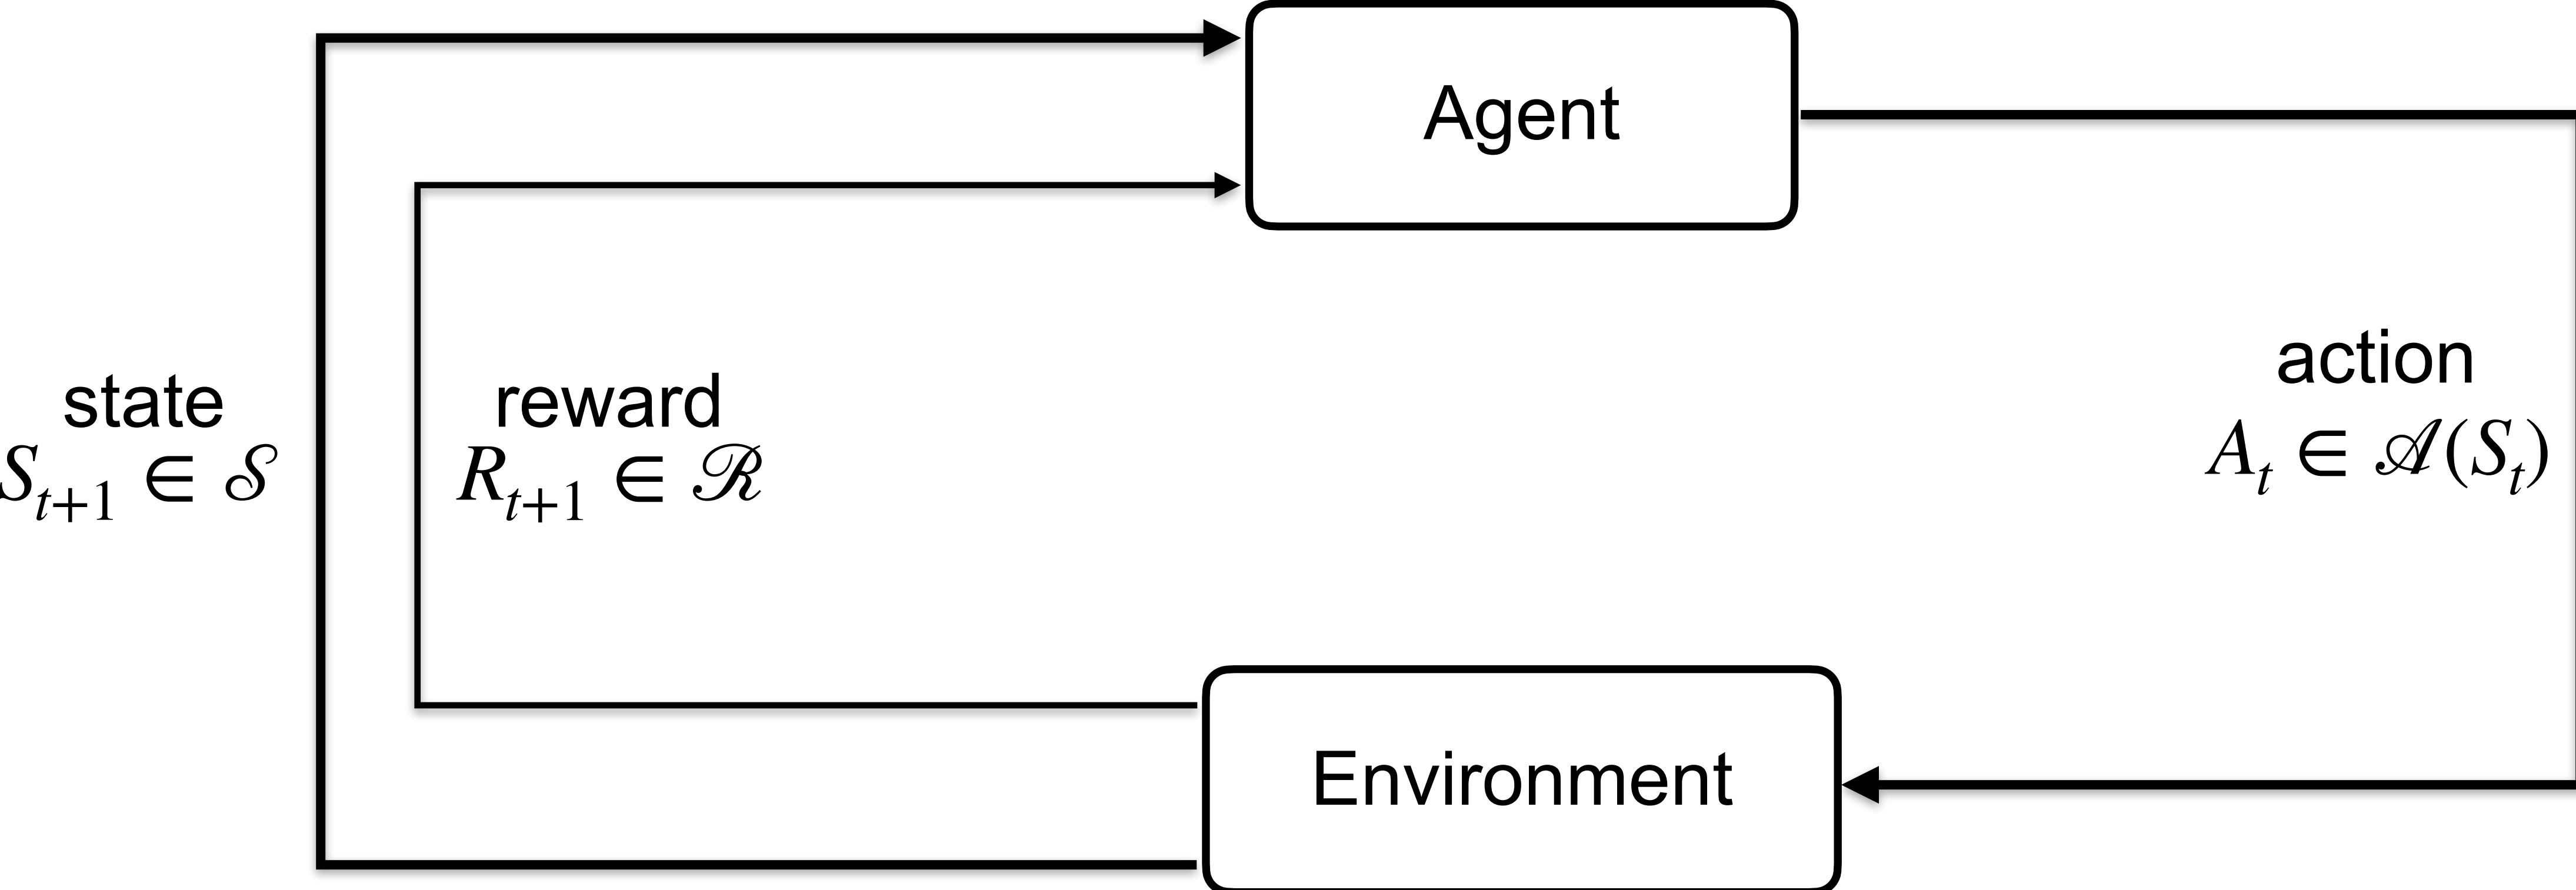 Agent
state
S_{t+1} ∈ 𝒮
reward
R_{t+1} ∈ ℛ
action
A_t ∈ 𝒜(S_t)
Environment